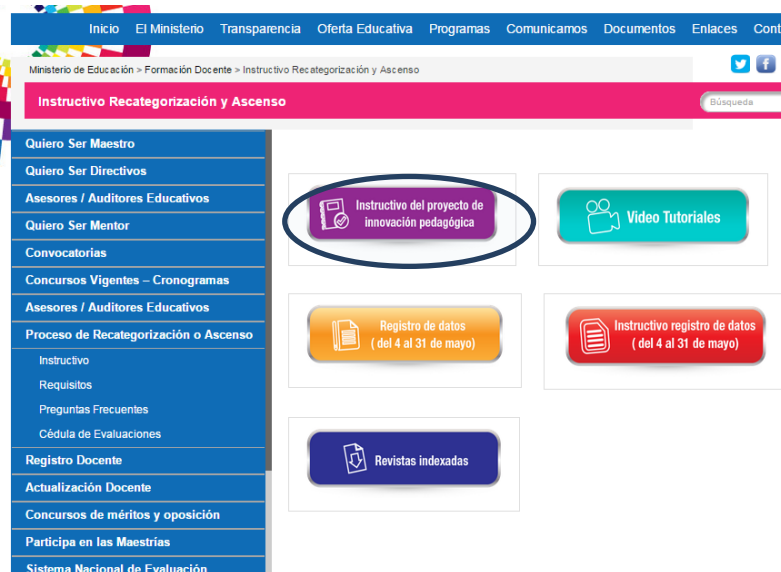 Inicio El Ministerio Transparencia Oferta Educativa Programas Comunicamos Documentos Enlaces Cont
Ministerio de Educación > Formación Docente > Instructivo Recategorización y Ascenso
Instructivo Recategorización y Ascenso
Búsqueda
Quiero Ser Maestro
Quiero Ser Directivos
Asesores / Auditores Educativos
Quiero Ser Mentor
Convocatorias
Concursos Vigentes – Cronogramas
Asesores / Auditores Educativos
Proceso de Recategorización o Ascenso
Instructivo
Requisitos
Preguntas Frecuentes
Cédula de Evaluaciones
Registro Docente
Actualización Docente
Concursos de méritos y oposición
Participa en las Maestrías
Sistema Nacional de Evaluación
Instructivo del proyecto de
innovación pedagógica
Video Tutoriales
Registro de datos
( del 4 al 31 de mayo)
Instructivo registro de datos
( del 4 al 31 de mayo)
Revistas indexadas